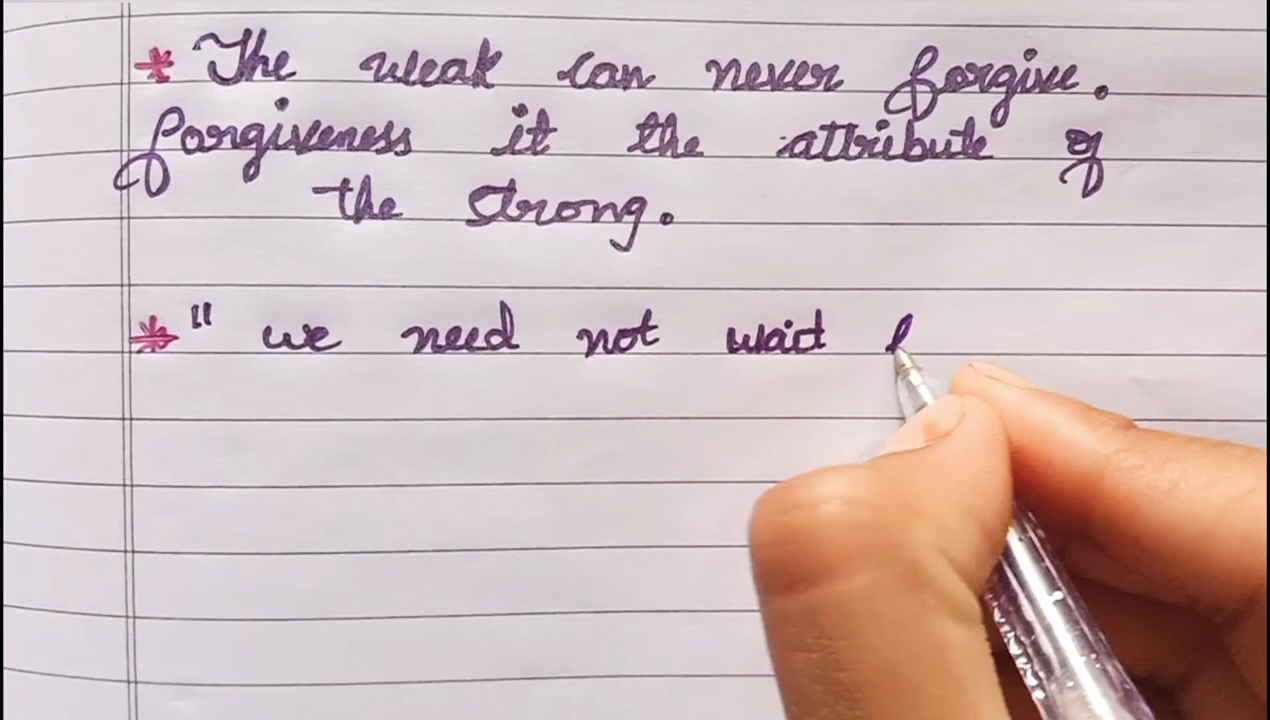 * The weak can never forgive.
Forgiveness it the attribute of
the strong.
* " we need not wait